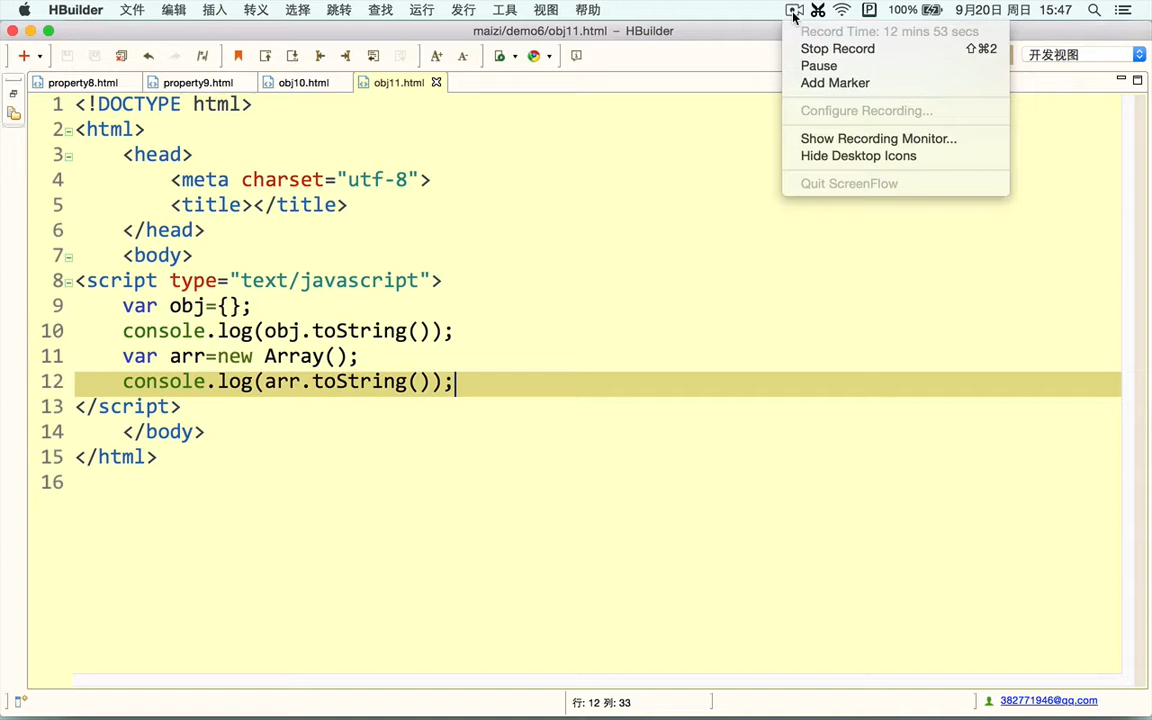 HBuilder 文件 编辑 插入 转义 选择 跳转 查找 运行 发行 工具 视图 帮助 100% 9月20日 周日 15:47
maizi/demo6/obj11.html – HBuilder
Record Time: 12 mins 53 secs
Stop Record ⇧⌘2
Pause
Add Marker
Configure Recording...
Show Recording Monitor...
Hide Desktop Icons
Quit ScreenFlow
开发视图
property8.html property9.html obj10.html obj11.html
1 <!DOCTYPE html>
2 <html>
3 <head>
4 <meta charset="utf-8">
5 <title></title>
6 </head>
7 <body>
8 <script type="text/javascript">
9 var obj={};
10 console.log(obj.toString());
11 var arr=new Array();
12 console.log(arr.toString());
13 </script>
14 </body>
15 </html>
16
行: 12 列: 33
382771946@qq.com